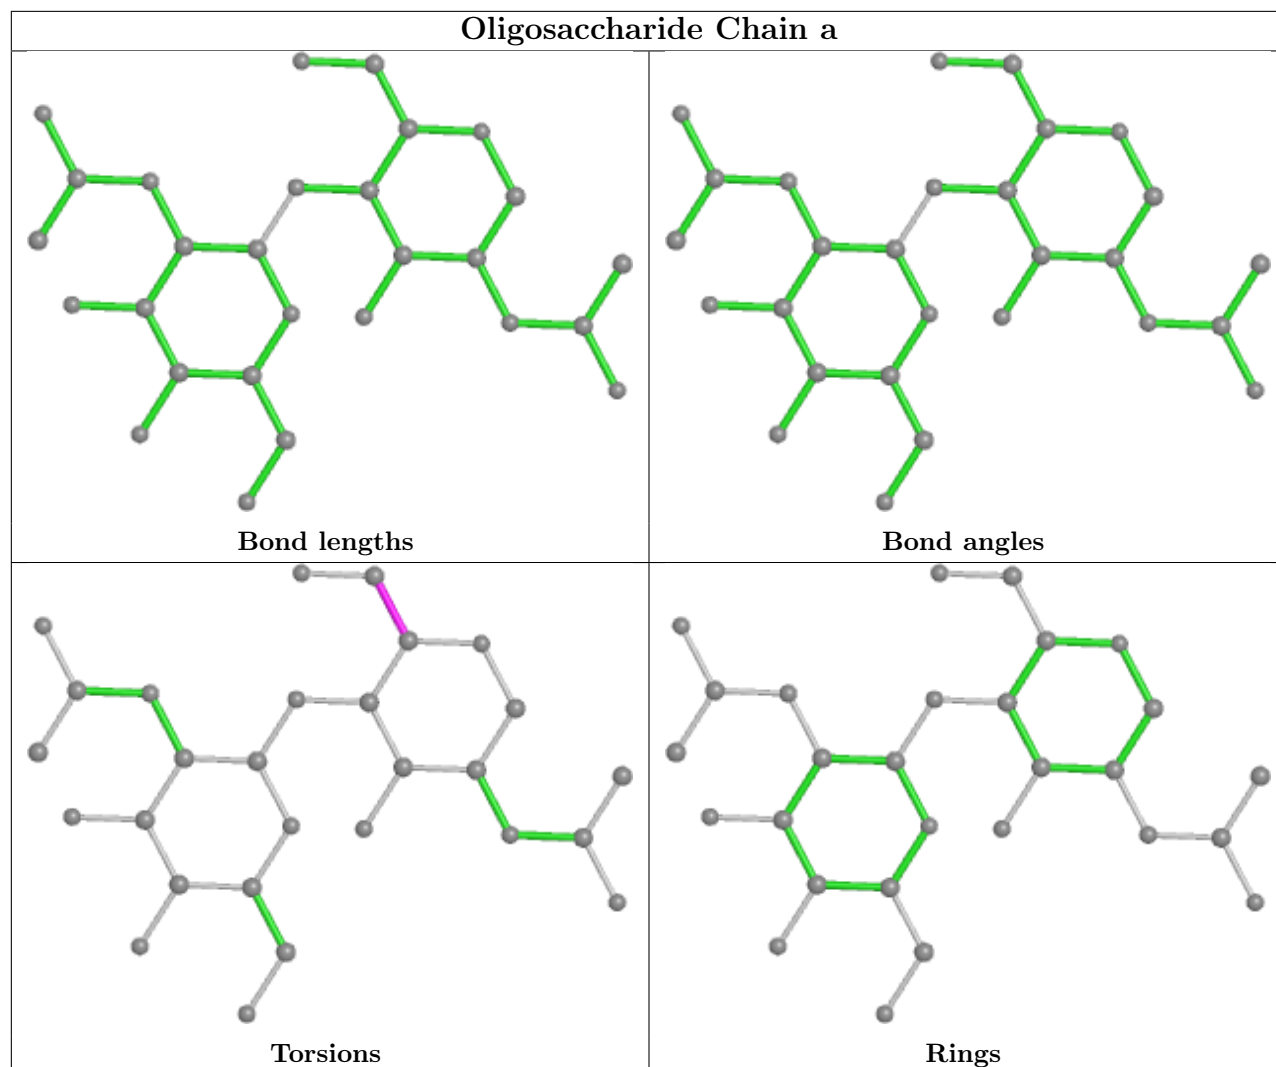 Oligosaccharide Chain a
Bond lengths
Bond angles
Torsions
Rings